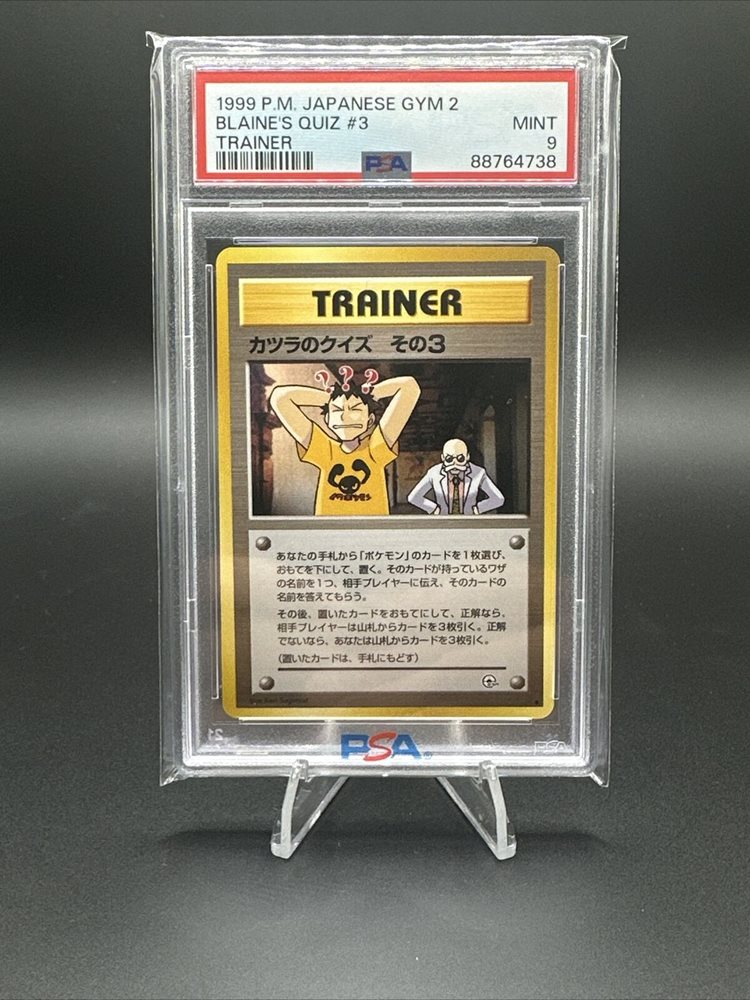 1999 P.M. JAPANESE GYM 2
BLAINE'S QUIZ #3 MINT
TRAINER 9
PSA 88764738
TRAINER
カツラのクイズ その3
? ? ?
あなたの手札から「ポケモン」のカードを1枚選び、
おもてを下にして、置く。そのカードが持っているワザ
の名前を1つ、相手プレイヤーに伝え、そのカードの
名前を答えてもらう。
その後、置いたカードをおもてにして、正解なら、
相手プレイヤーは山札からカードを3枚引く。正解
でないなら、あなたは山札からカードを3枚引く。
(置いたカードは、手札にもどす)
PSA
PSA